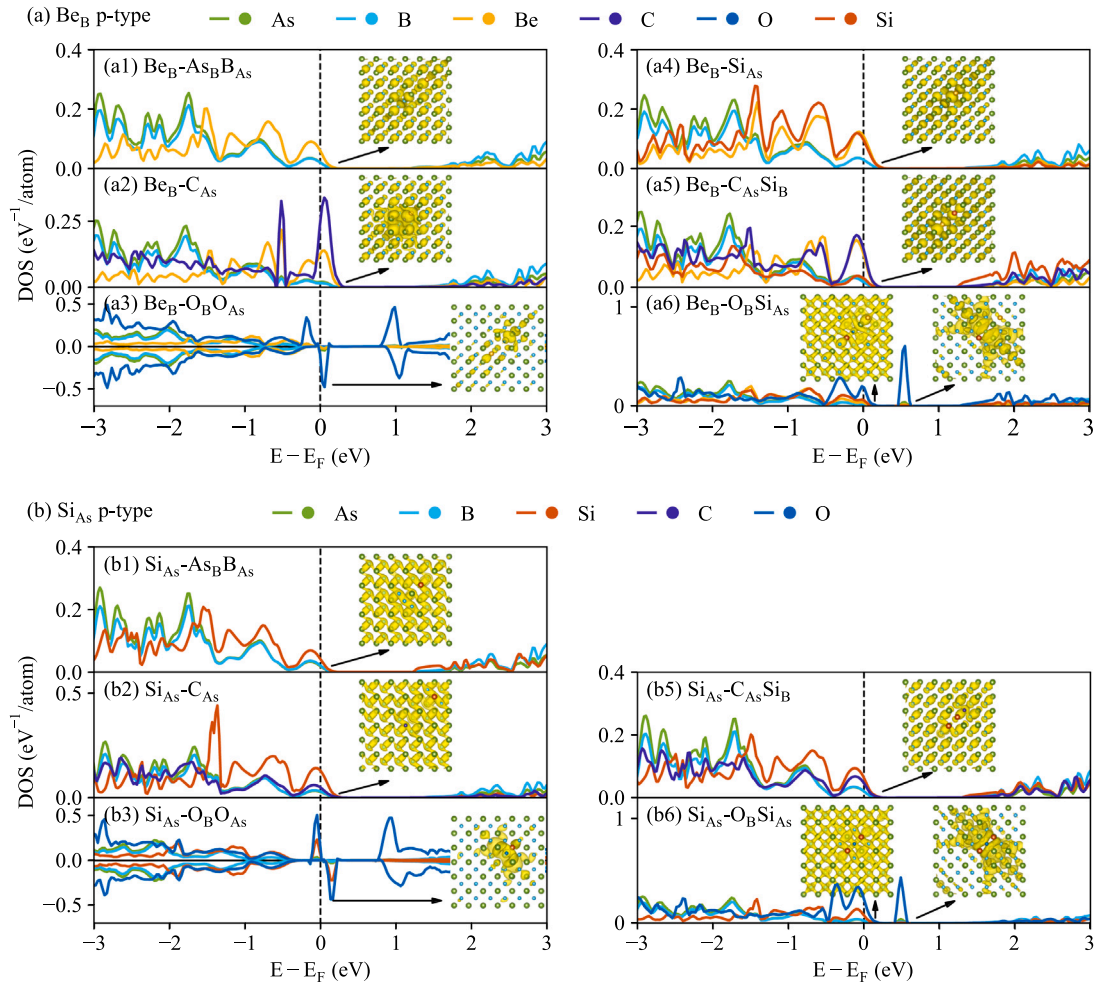 (a) Be_B p-type As B Be C O Si
0.4
0.2
0.0
(a1) Be_B-As_BB_As
0.25
0.00
(a2) Be_B-C_As
0.5
0.0
−0.5
(a3) Be_B-O_BO_As
DOS (eV⁻¹/atom)
−3 −2 −1 0 1 2 3
E − E_F (eV)
0.4
0.2
0.0
(a4) Be_B-Si_As
0.2
0.0
(a5) Be_B-C_AsSi_B
1
0
(a6) Be_B-O_BSi_As
−3 −2 −1 0 1 2 3
E − E_F (eV)
(b) Si_As p-type As B Si C O
0.4
0.2
0.0
(b1) Si_As-As_BB_As
0.5
0.0
(b2) Si_As-C_As
0.5
0.0
−0.5
(b3) Si_As-O_BO_As
DOS (eV⁻¹/atom)
−3 −2 −1 0 1 2 3
E − E_F (eV)
0.4
0.2
0.0
(b5) Si_As-C_AsSi_B
1
0
(b6) Si_As-O_BSi_As
−3 −2 −1 0 1 2 3
E − E_F (eV)